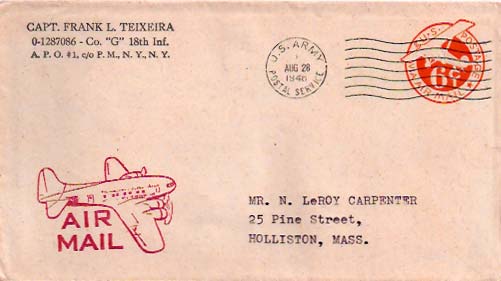 CAPT. FRANK L. TEIXEIRA
0-1287086 - Co. "G" 18th Inf.
A. P. O. #1, c/o P. M., N. Y., N. Y.
U.S. ARMY
AUG 28
1946
POSTAL SERVICE
U.S. POSTAGE
6¢
VIA AIR MAIL
AIR
MAIL
MR. N. LeROY CARPENTER
25 Pine Street,
HOLLISTON, MASS.